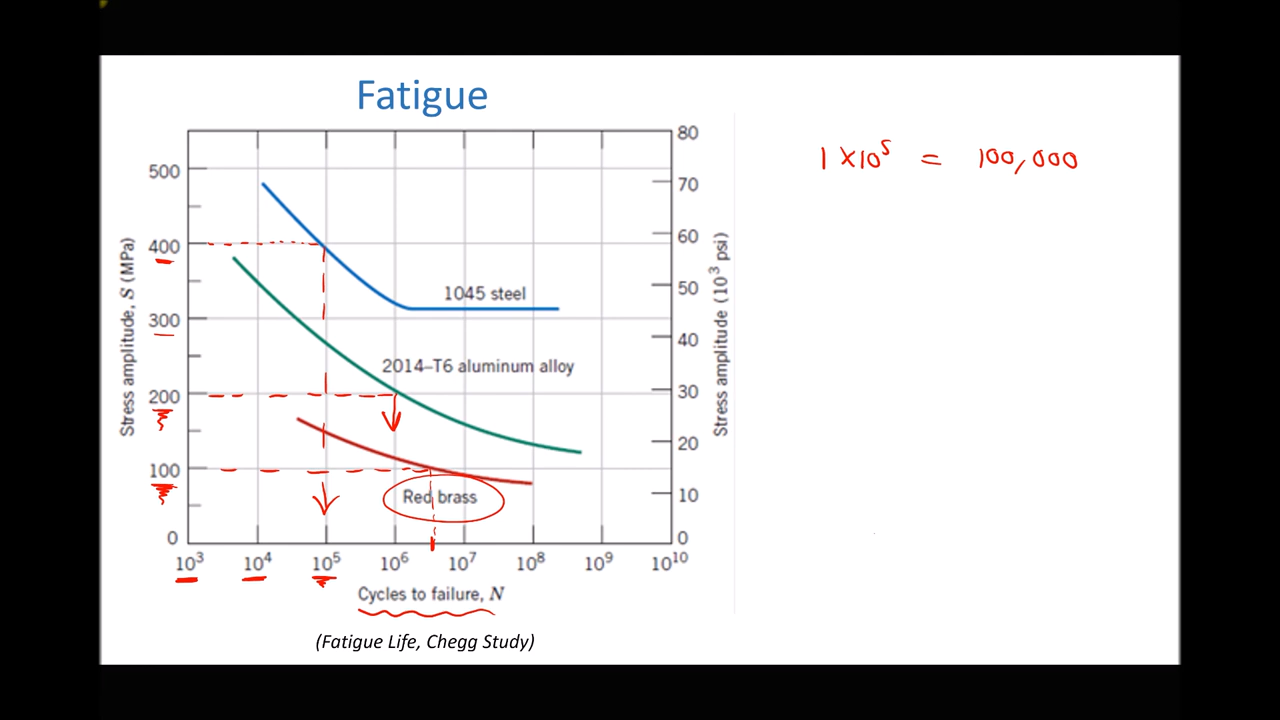 Fatigue
1 × 10⁵ = 100,000
Stress amplitude, S (MPa)
500
400
300
200
100
0
80
70
60
50
40
30
20
10
0
Stress amplitude (10³ psi)
1045 steel
2014–T6 aluminum alloy
Red brass
10³ 10⁴ 10⁵ 10⁶ 10⁷ 10⁸ 10⁹ 10¹⁰
Cycles to failure, N
(Fatigue Life, Chegg Study)